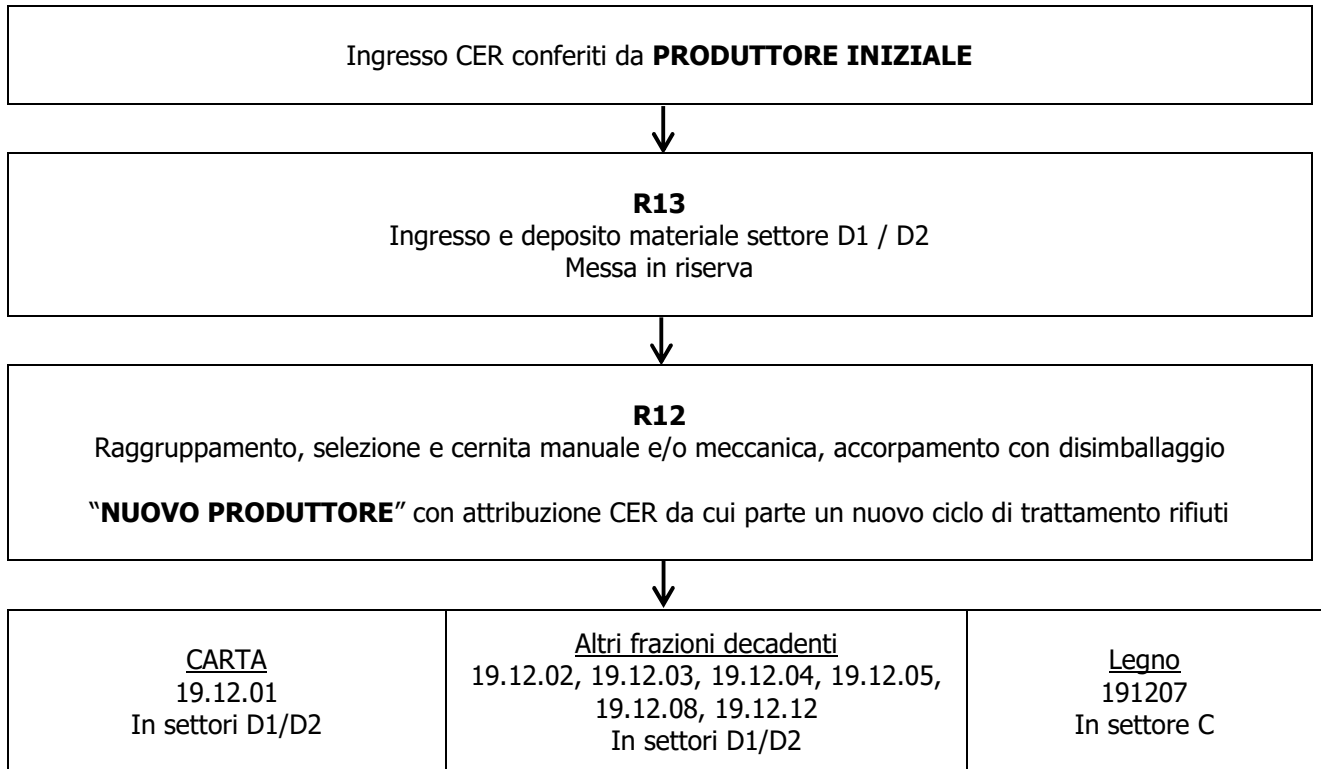 Ingresso CER conferiti da PRODUTTORE INIZIALE
R13
Ingresso e deposito materiale settore D1 / D2
Messa in riserva
R12
Raggruppamento, selezione e cernita manuale e/o meccanica, accorpamento con disimballaggio
“NUOVO PRODUTTORE” con attribuzione CER da cui parte un nuovo ciclo di trattamento rifiuti
CARTA
19.12.01
In settori D1/D2
Altri frazioni decadenti
19.12.02, 19.12.03, 19.12.04, 19.12.05,
19.12.08, 19.12.12
In settori D1/D2
Legno
191207
In settore C